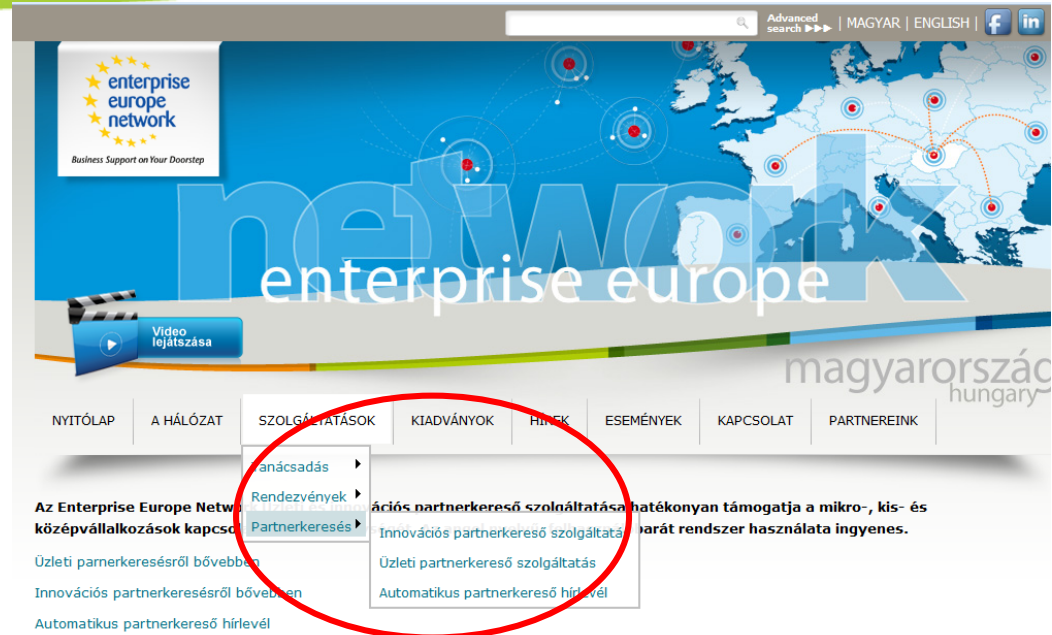 Advanced
search ▶▶▶ | MAGYAR | ENGLISH |
f in
enterprise
europe
network
Business Support on Your Doorstep
network
enterprise europe
Video
lejátszása
magyarország
hungary
NYITÓLAP A HÁLÓZAT SZOLGÁLTATÁSOK KIADVÁNYOK HÍREK ESEMÉNYEK KAPCSOLAT PARTNEREINK
Tanácsadás
Rendezvények
Partnerkeresés
Innovációs partnerkereső szolgáltatás
Üzleti partnerkereső szolgáltatás
Automatikus partnerkereső hírlevél
Az Enterprise Europe Network üzleti és innovációs partnerkereső szolgáltatása hatékonyan támogatja a mikro-, kis- és
középvállalkozások rendszer használata ingyenes.
Üzleti parnerkeresésről bővebben
Innovációs partnerkeresésről bővebben
Automatikus partnerkereső hírlevél